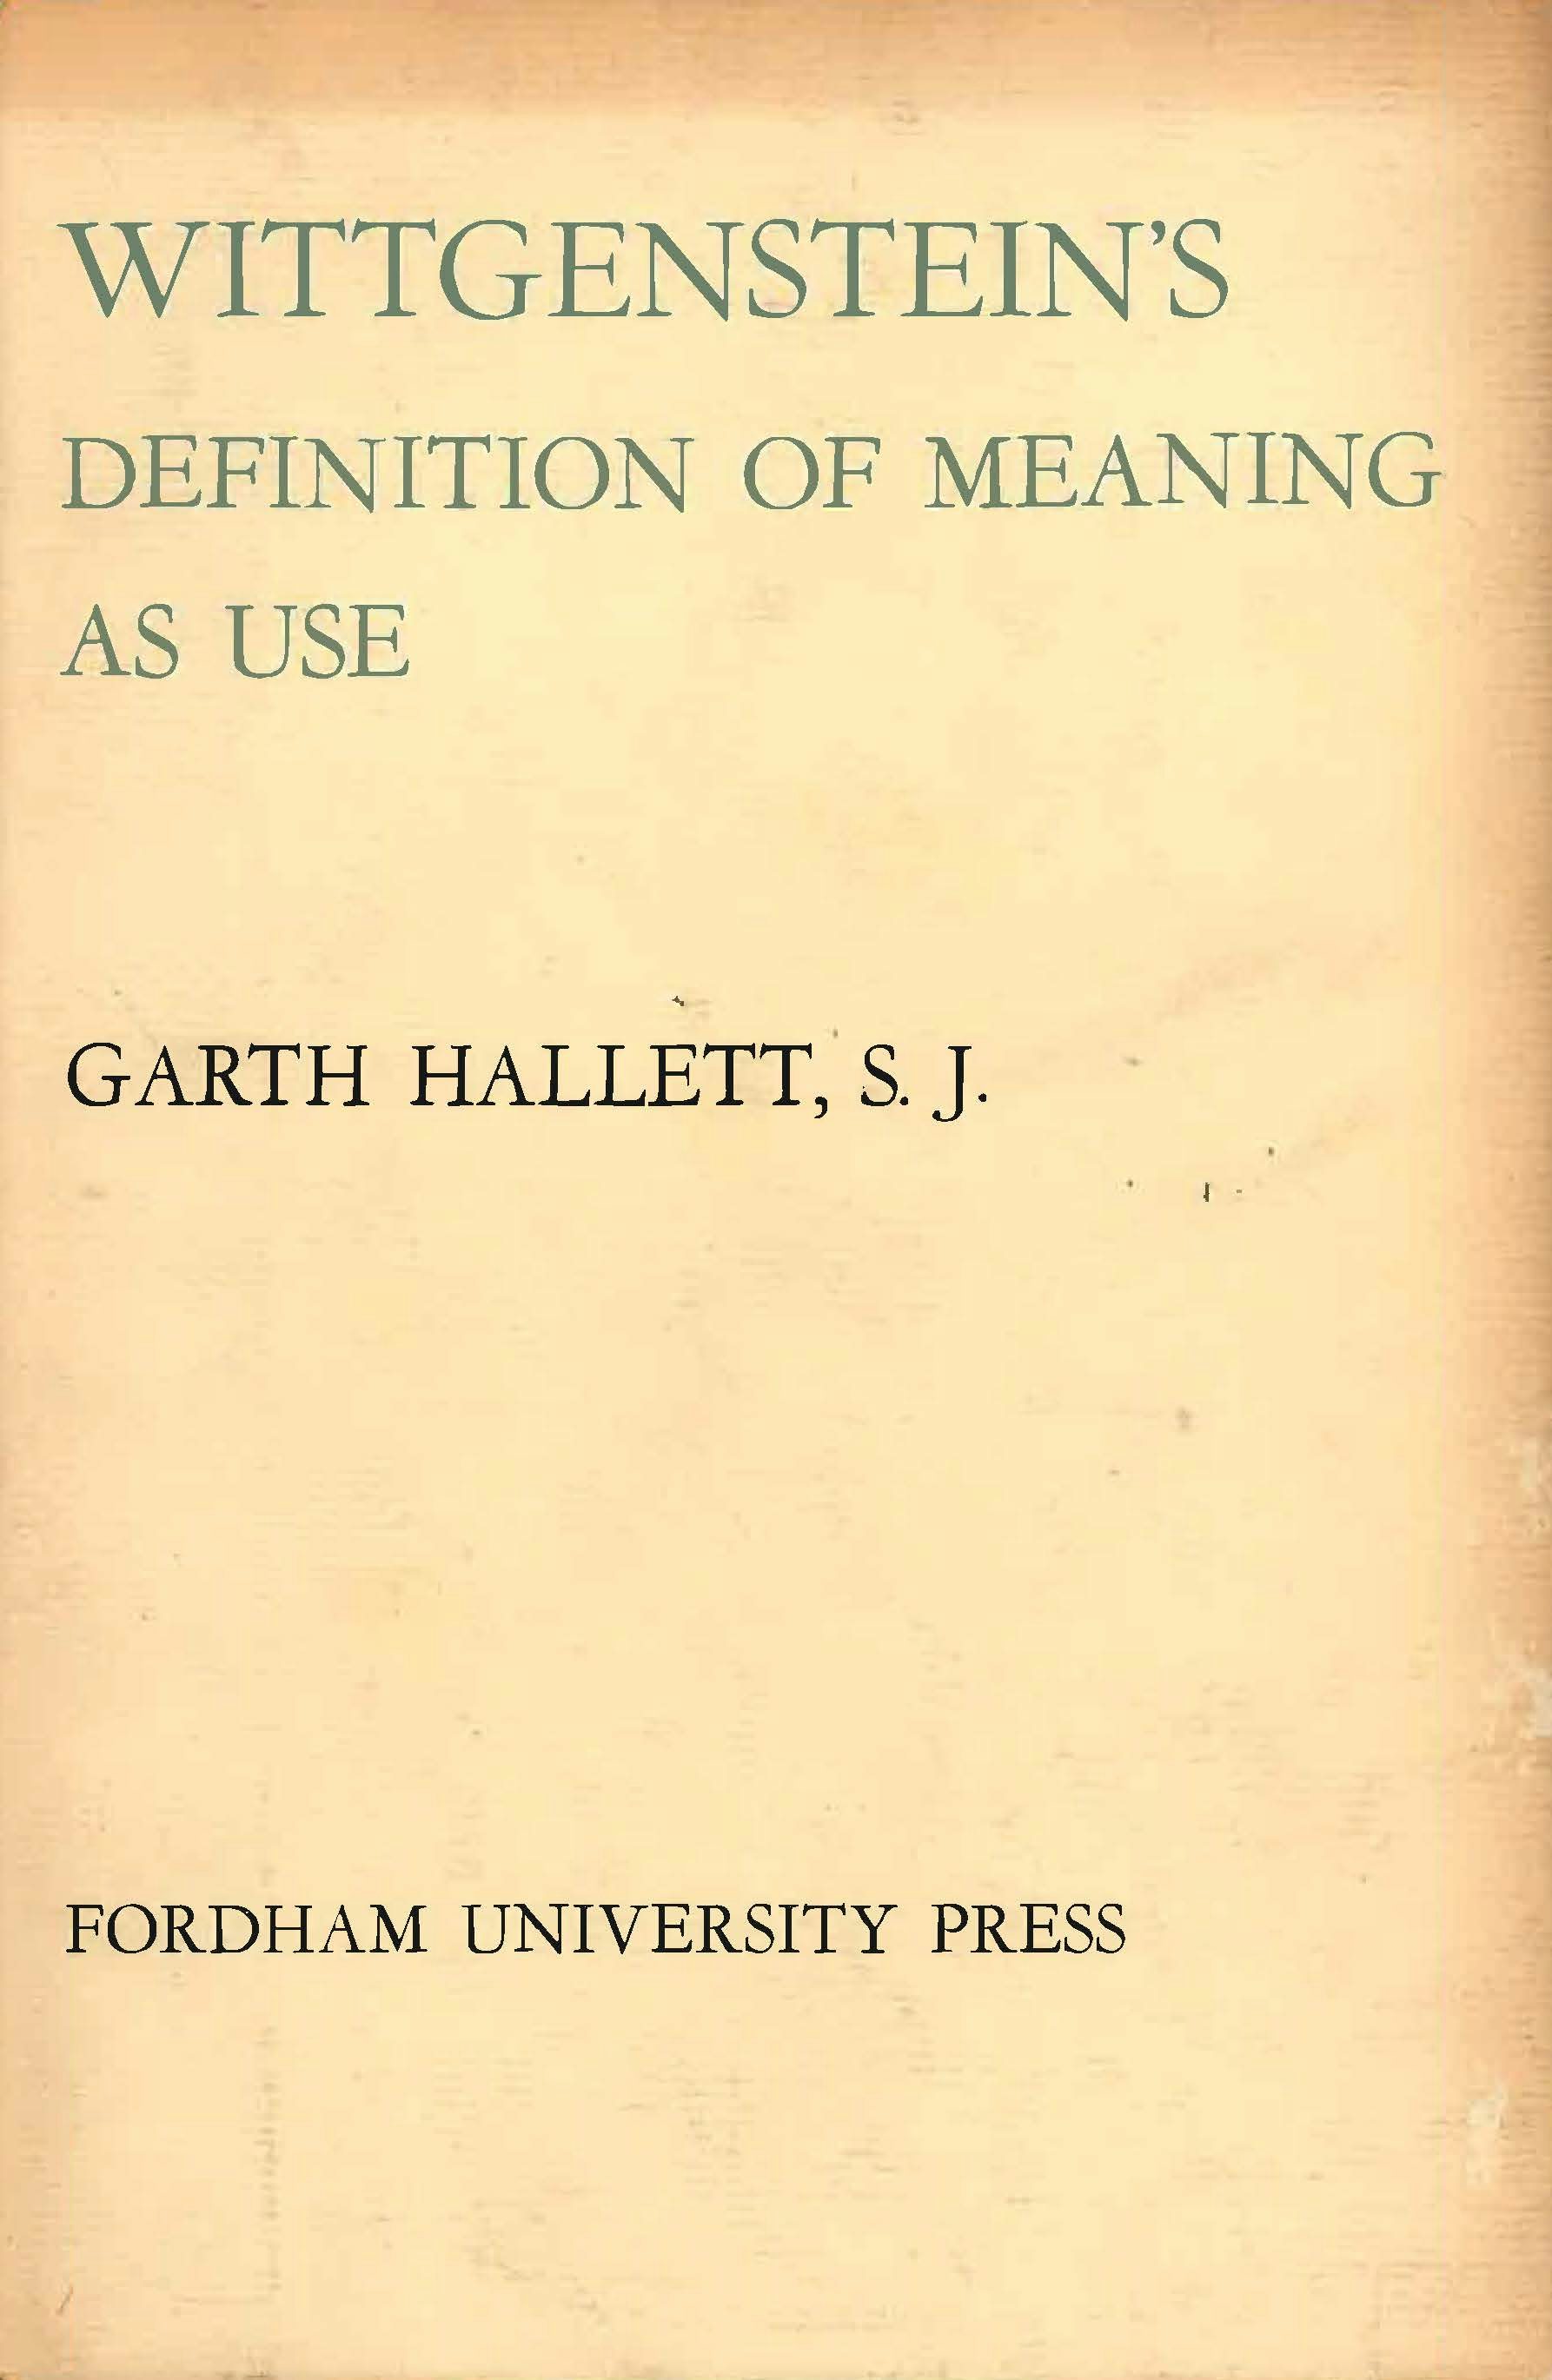 WITTGENSTEIN'S
DEFINITION OF MEANING
AS USE
GARTH HALLETT, S. J.
FORDHAM UNIVERSITY PRESS